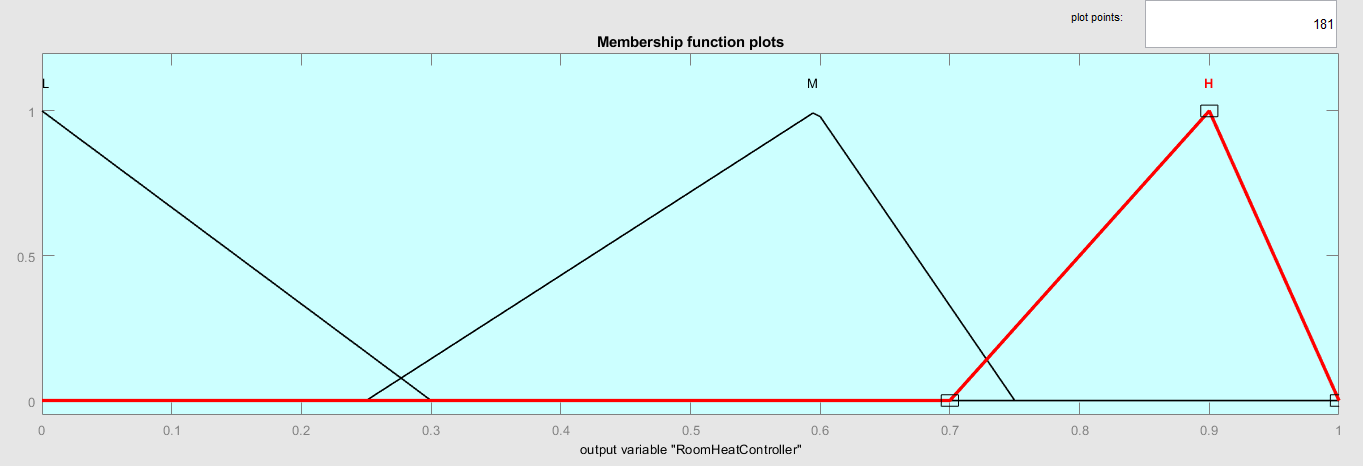 plot points: 181
Membership function plots
L M H
1
0.5
0
0 0.1 0.2 0.3 0.4 0.5 0.6 0.7 0.8 0.9 1
output variable "RoomHeatController"